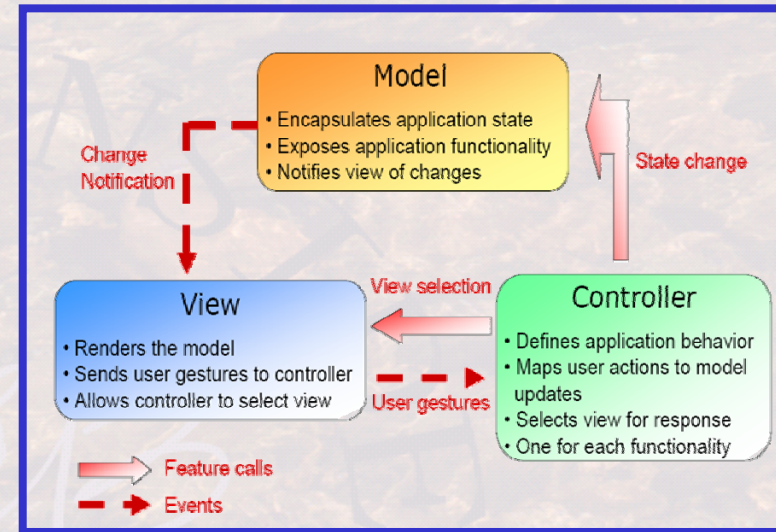 Model
• Encapsulates application state
• Exposes application functionality
• Notifies view of changes
Change
Notification
State change
View
• Renders the model
• Sends user gestures to controller
• Allows controller to select view
View selection
User gestures
Controller
• Defines application behavior
• Maps user actions to model
updates
• Selects view for response
• One for each functionality
Feature calls
Events